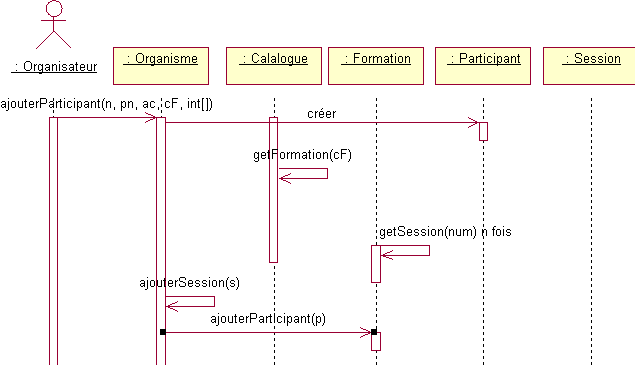 : Organisateur
: Organisme
: Calalogue
: Formation
: Participant
: Session
ajouterParticipant(n, pn, ac, cF, int[])
créer
getFormation(cF)
getSession(num) n fois
ajouterSession(s)
ajouterParticipant(p)